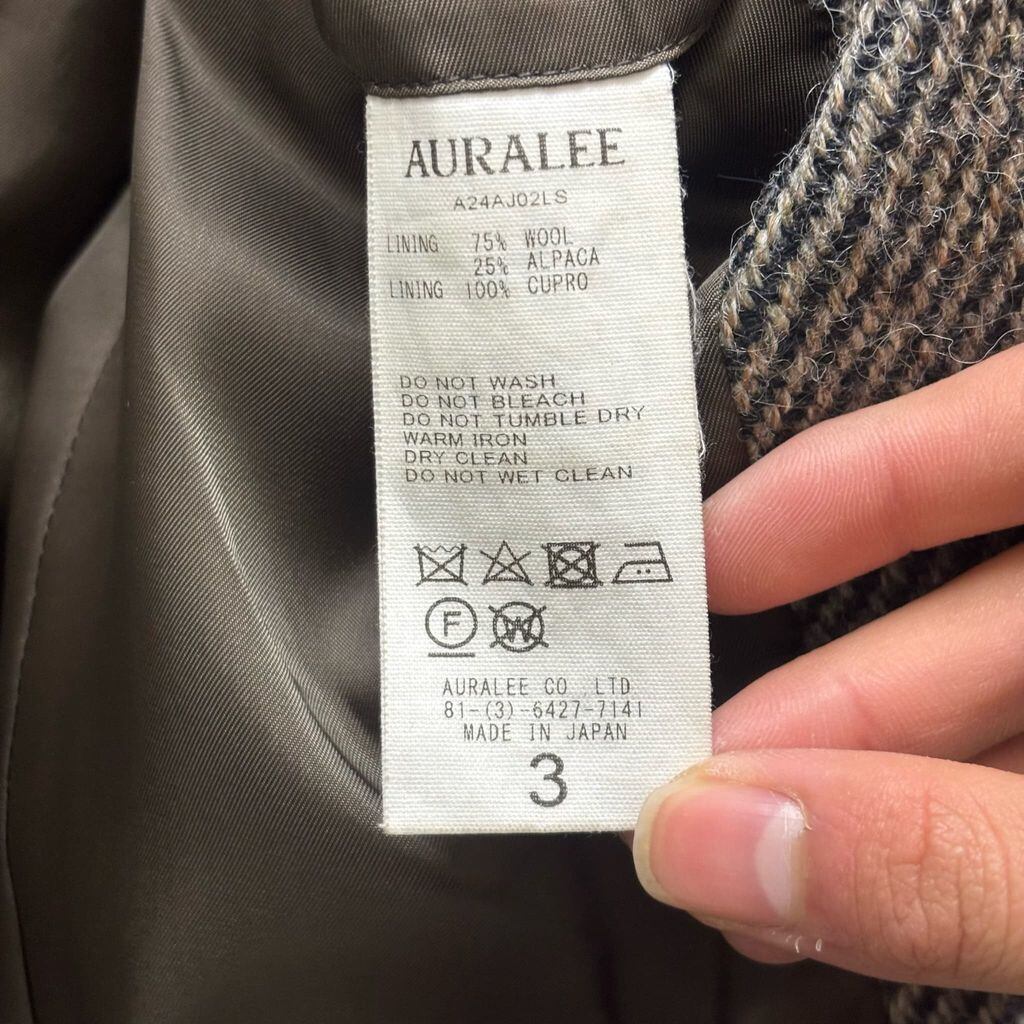 AURALEE
A24AJ02LS
LINING 75% WOOL
25% ALPACA
LINING 100% CUPRO
DO NOT WASH
DO NOT BLEACH
DO NOT TUMBLE DRY
WARM IRON
DRY CLEAN
DO NOT WET CLEAN
F W
AURALEE CO .LTD
81-(3)-6427-7141
MADE IN JAPAN
3